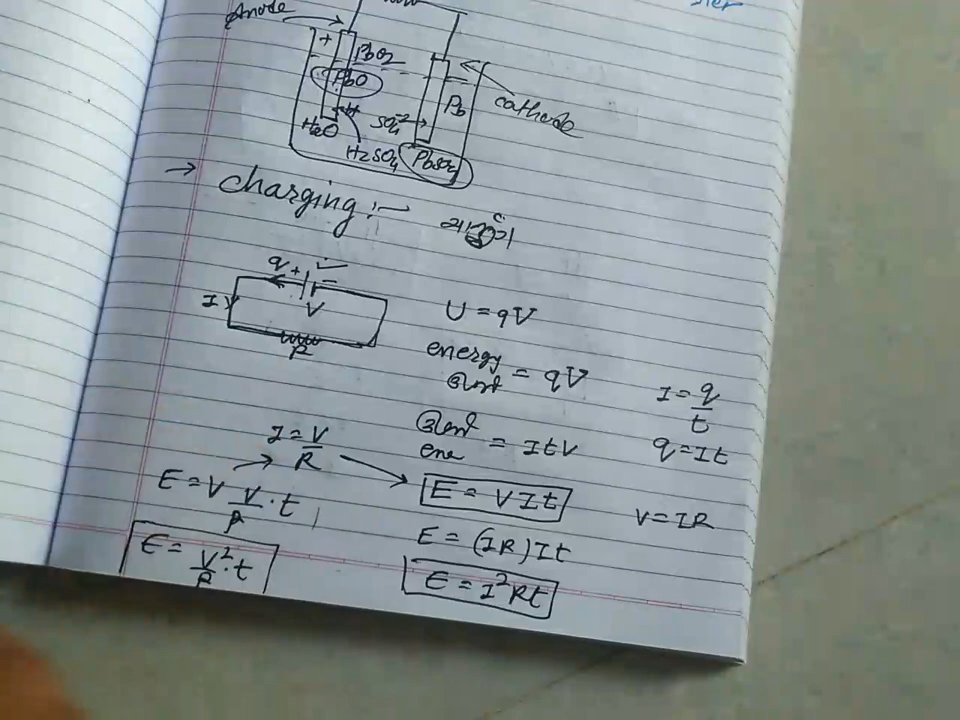 Anode
+
PbO2
PbO
Pb
cathode
SO4-2
H2O
H2SO4
PbSO4
→ charging :-
q + -
I
V
R
U = qV
energy
= qV
I = q/t
ene = ItV
q = It
I = V/R
E = VIt
E = V V/R · t
V = IR
E = (IR)It
E = V²/R · t
E = I²Rt